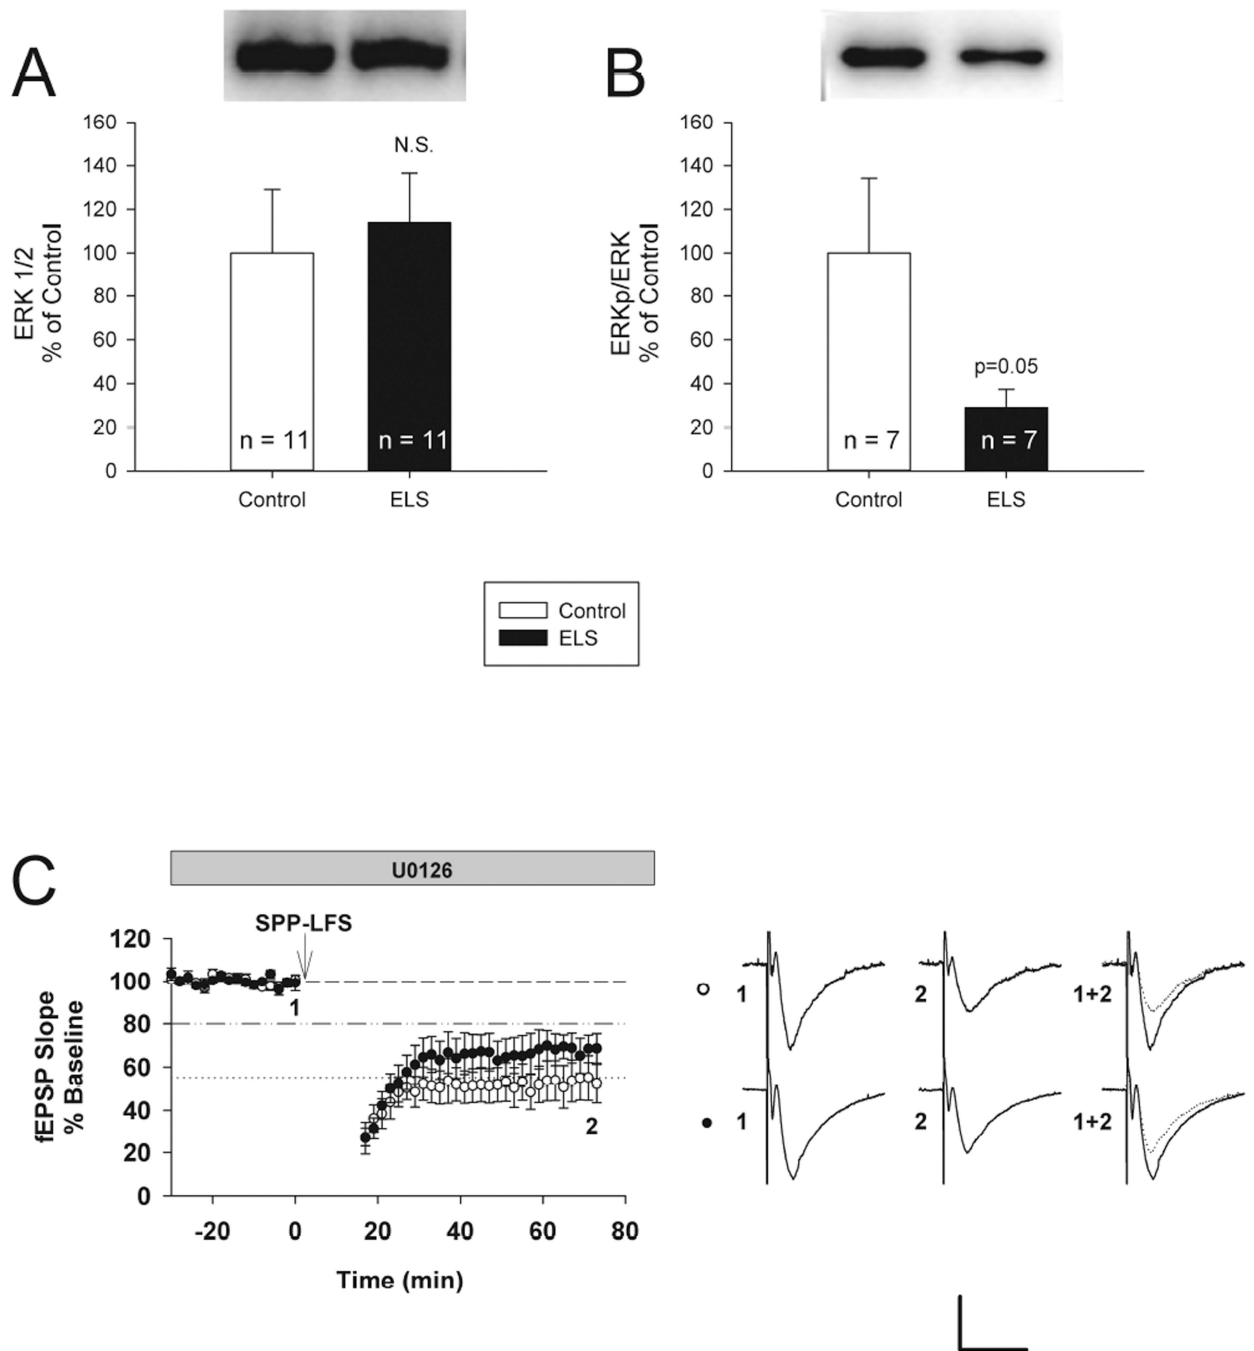 A
B
160
140
120
100
80
60
40
20
0
ERK 1/2
% of Control
N.S.
n = 11
n = 11
Control
ELS
160
140
120
100
80
60
40
20
0
ERKp/ERK
% of Control
p=0.05
n = 7
n = 7
Control
ELS
Control
ELS
C
U0126
SPP-LFS
120
100
80
60
40
20
0
fEPSP Slope
% Baseline
1
2
-20
0
20
40
60
80
Time (min)
1
2
1+2
1
2
1+2